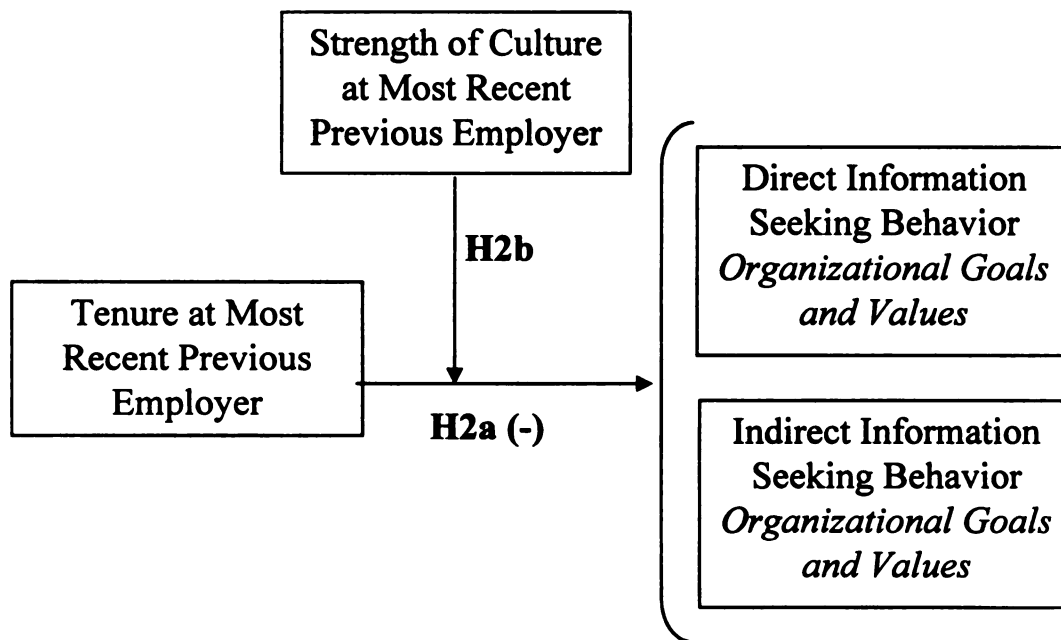 Strength of Culture
at Most Recent
Previous Employer
H2b
Tenure at Most
Recent Previous
Employer
H2a (-)
Direct Information
Seeking Behavior
Organizational Goals
and Values
Indirect Information
Seeking Behavior
Organizational Goals
and Values